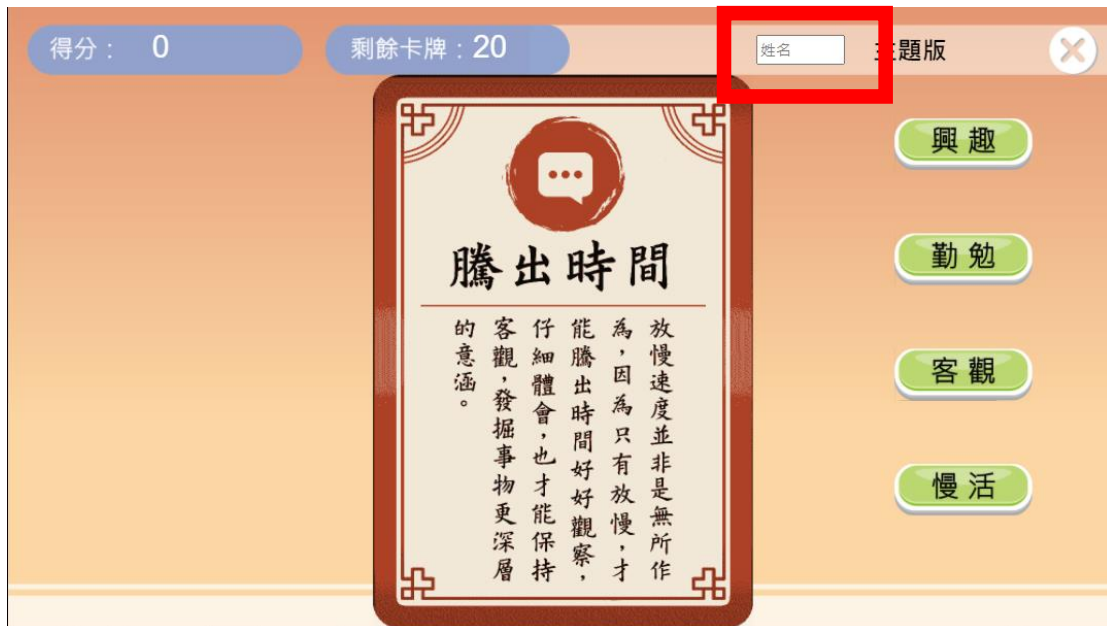 得分： 0
剩餘卡牌：20
姓名
主題版
騰出時間
放慢速度並非是無所作
為，因為只有放慢，才
能騰出時間好好觀察，
仔細體會，也才能保持
客觀，發掘事物更深層
的意涵。
興趣
勤勉
客觀
慢活